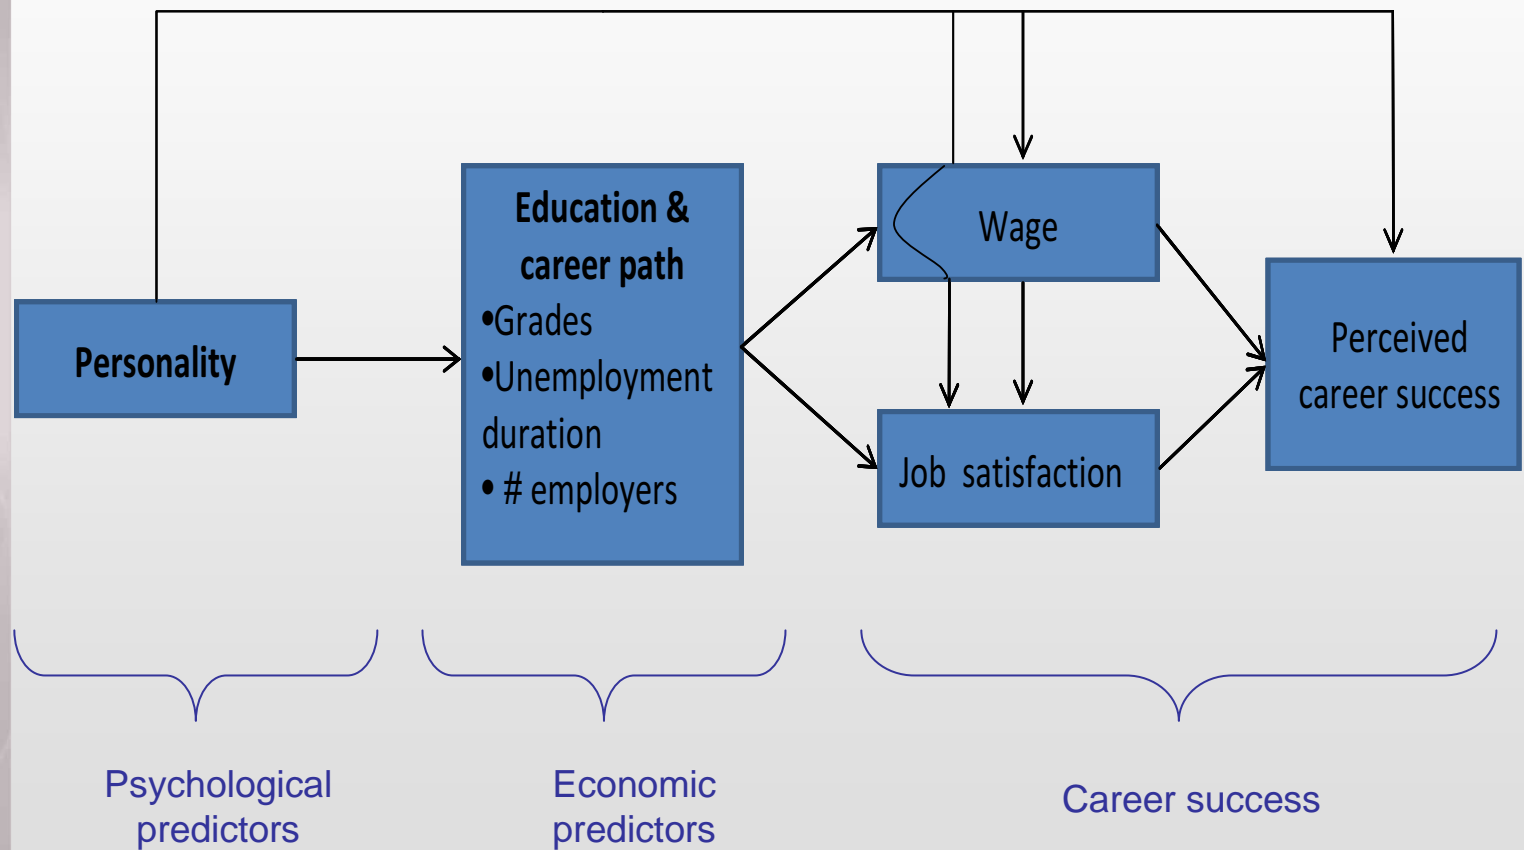 Personality
Education &
career path
•Grades
•Unemployment
duration
• # employers
Wage
Job satisfaction
Perceived
career success
Psychological
predictors
Economic
predictors
Career success